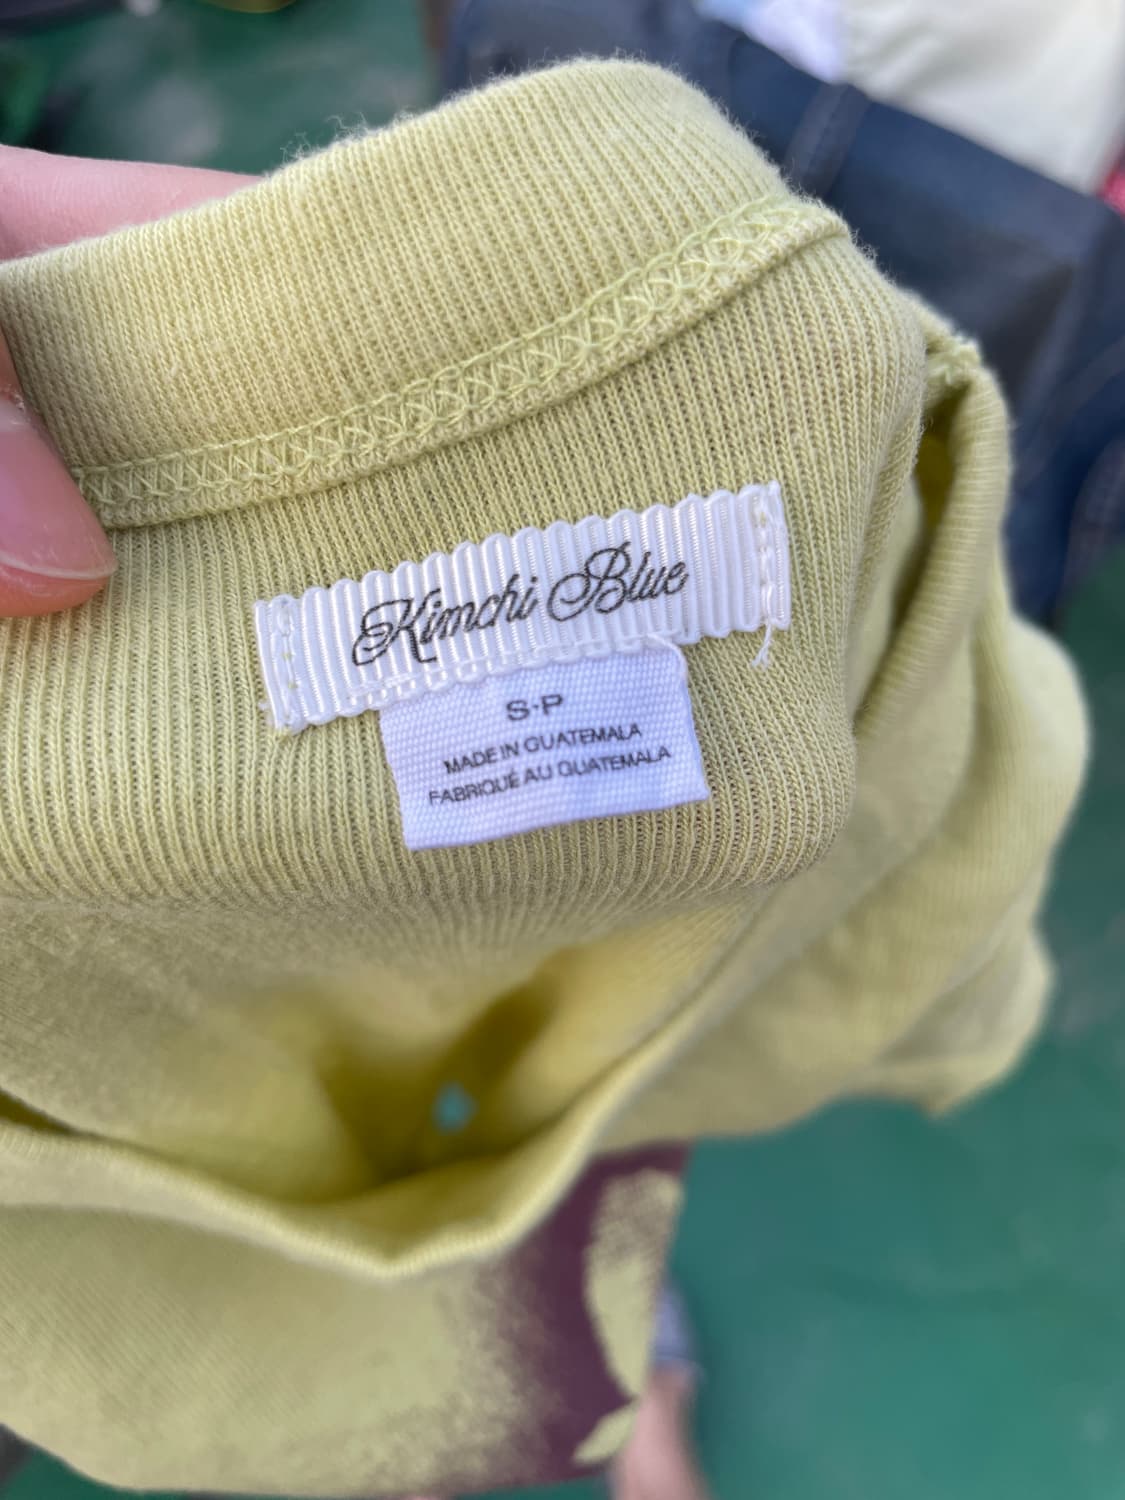 Kimchi Blue
S·P
MADE IN GUATEMALA
FABRIQUÉ AU GUATEMALA